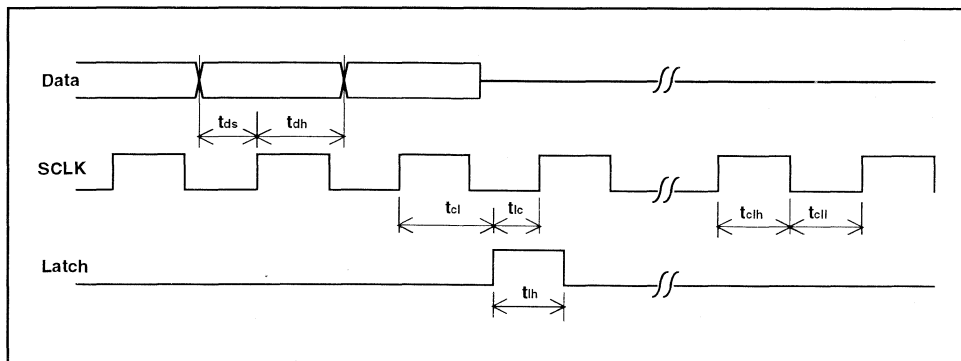 Data
tds tdh
SCLK
tcl tlc tclh tcll
Latch
tlh